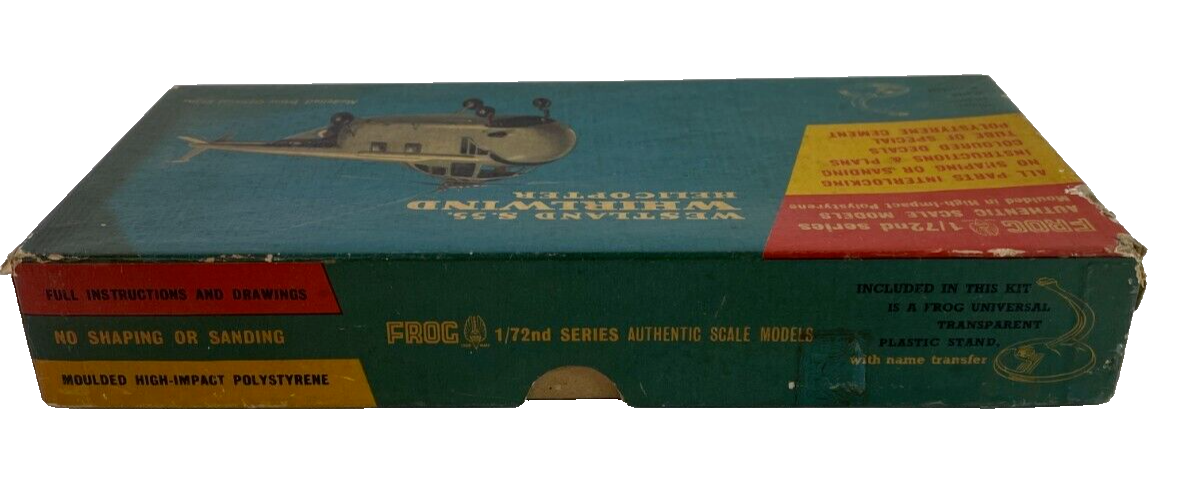 WESTLAND S.55.
WHIRLWIND
HELICOPTER
FROG 1/72nd series
AUTHENTIC SCALE MODELS
Moulded in High-Impact Polystyrene
ALL PARTS INTERLOCKING
NO SHAPING OR SANDING
INSTRUCTIONS & PLANS
COLOURED DECALS
TUBE OF SPECIAL
POLYSTYRENE CEMENT
FULL INSTRUCTIONS AND DRAWINGS
NO SHAPING OR SANDING
MOULDED HIGH-IMPACT POLYSTYRENE
FROG 1/72nd SERIES AUTHENTIC SCALE MODELS
INCLUDED IN THIS KIT
IS A FROG UNIVERSAL
TRANSPARENT
PLASTIC STAND.
with name transfer